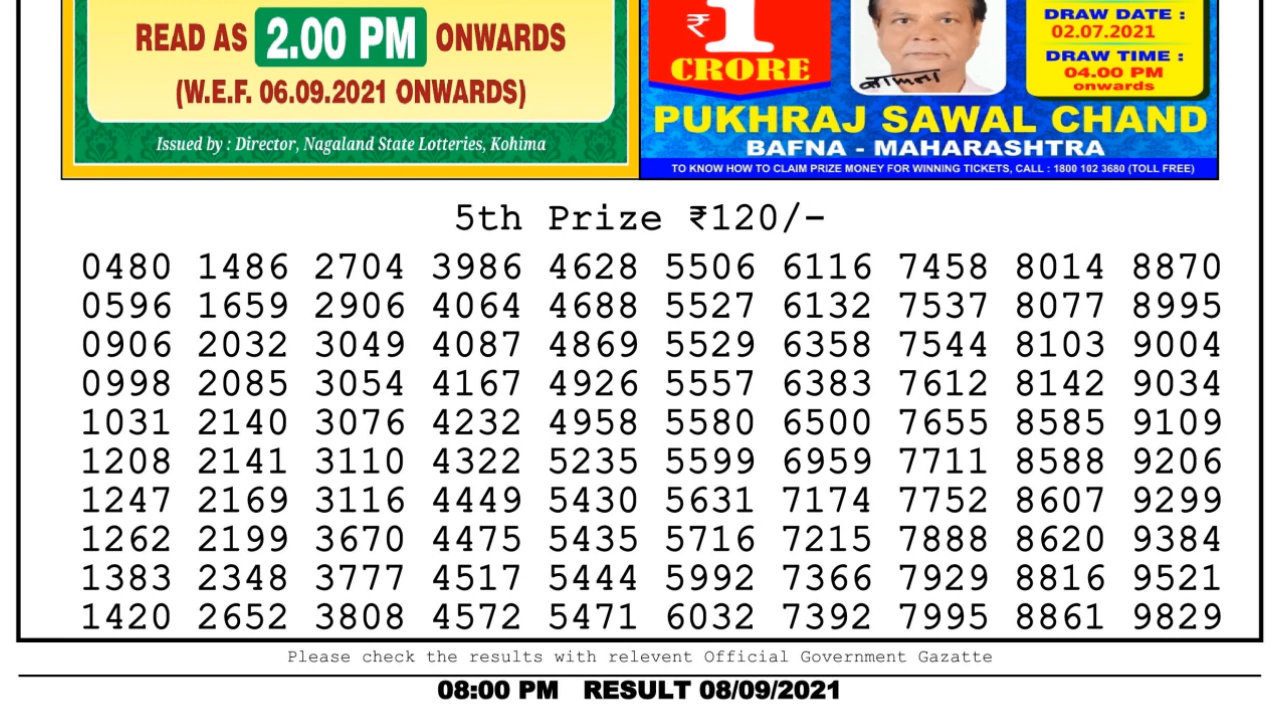 READ AS 2.00 PM ONWARDS
(W.E.F. 06.09.2021 ONWARDS)
Issued by : Director, Nagaland State Lotteries, Kohima
₹1
CRORE
DRAW DATE :
02.07.2021
DRAW TIME :
04.00 PM
onwards
PUKHRAJ SAWAL CHAND
BAFNA - MAHARASHTRA
TO KNOW HOW TO CLAIM PRIZE MONEY FOR WINNING TICKETS, CALL : 1800 102 3680 (TOLL FREE)
5th Prize ₹120/-
0480 1486 2704 3986 4628 5506 6116 7458 8014 8870
0596 1659 2906 4064 4688 5527 6132 7537 8077 8995
0906 2032 3049 4087 4869 5529 6358 7544 8103 9004
0998 2085 3054 4167 4926 5557 6383 7612 8142 9034
1031 2140 3076 4232 4958 5580 6500 7655 8585 9109
1208 2141 3110 4322 5235 5599 6959 7711 8588 9206
1247 2169 3116 4449 5430 5631 7174 7752 8607 9299
1262 2199 3670 4475 5435 5716 7215 7888 8620 9384
1383 2348 3777 4517 5444 5992 7366 7929 8816 9521
1420 2652 3808 4572 5471 6032 7392 7995 8861 9829
Please check the results with relevent Official Government Gazatte
08:00 PM RESULT 08/09/2021